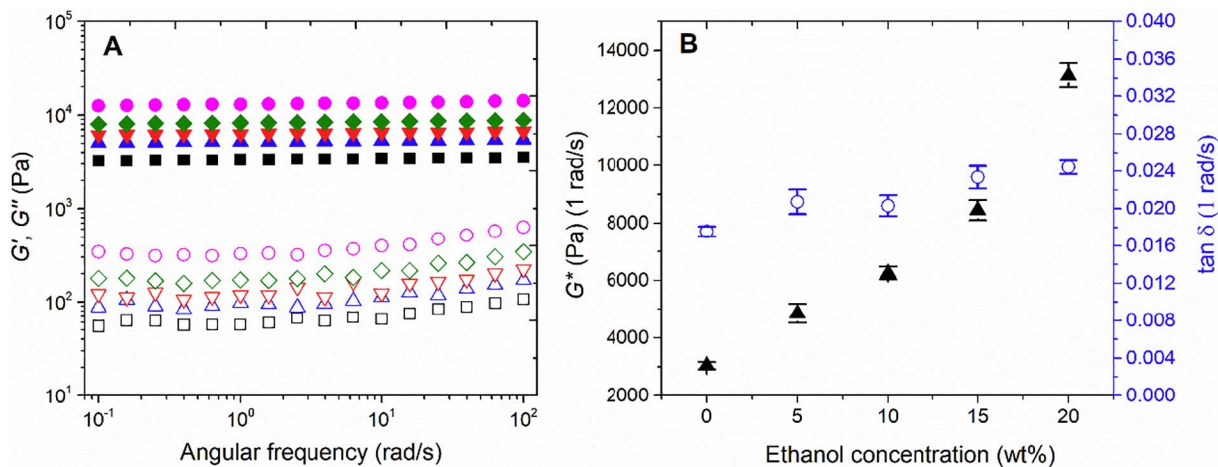 A
10^5
10^4
10^3
10^2
10^1
G', G'' (Pa)
10^-1 10^0 10^1 10^2
Angular frequency (rad/s)
B
14000
12000
10000
8000
6000
4000
2000
G* (Pa) (1 rad/s)
0.040
0.036
0.032
0.028
0.024
0.020
0.016
0.012
0.008
0.004
0.000
tan δ (1 rad/s)
0 5 10 15 20
Ethanol concentration (wt%)